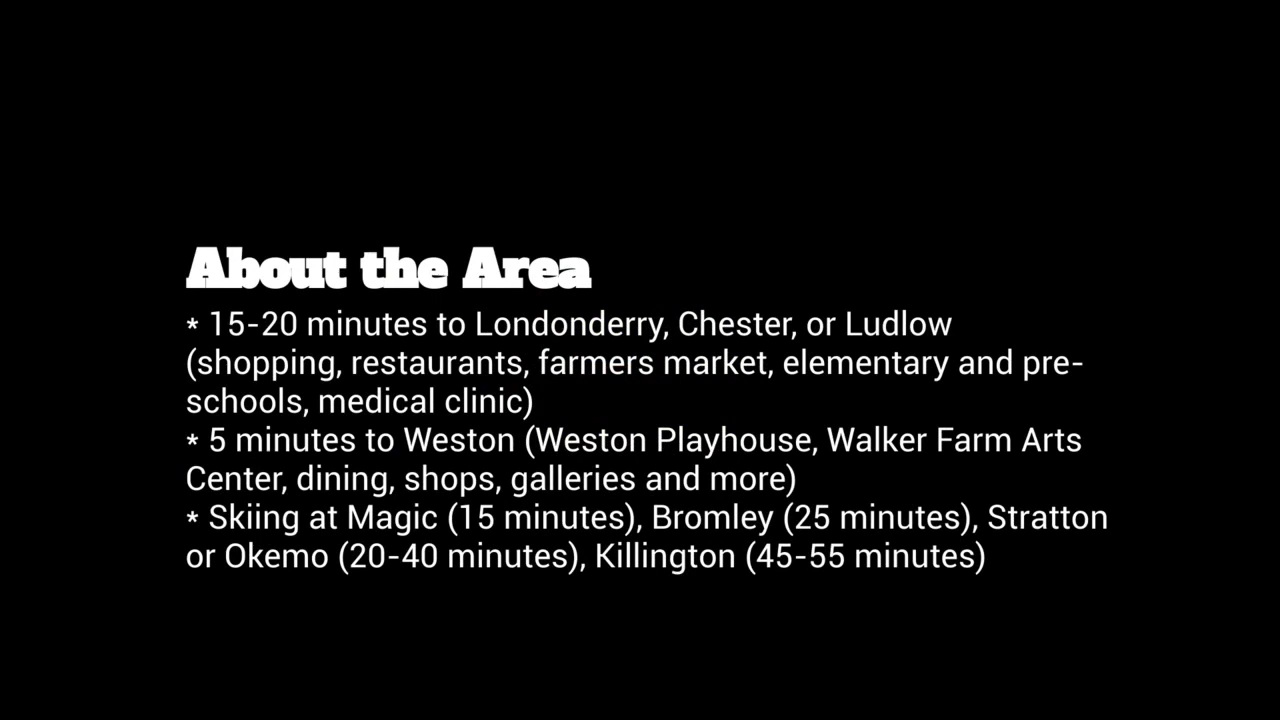 About the Area
* 15-20 minutes to Londonderry, Chester, or Ludlow
(shopping, restaurants, farmers market, elementary and pre-
schools, medical clinic)
* 5 minutes to Weston (Weston Playhouse, Walker Farm Arts
Center, dining, shops, galleries and more)
* Skiing at Magic (15 minutes), Bromley (25 minutes), Stratton
or Okemo (20-40 minutes), Killington (45-55 minutes)